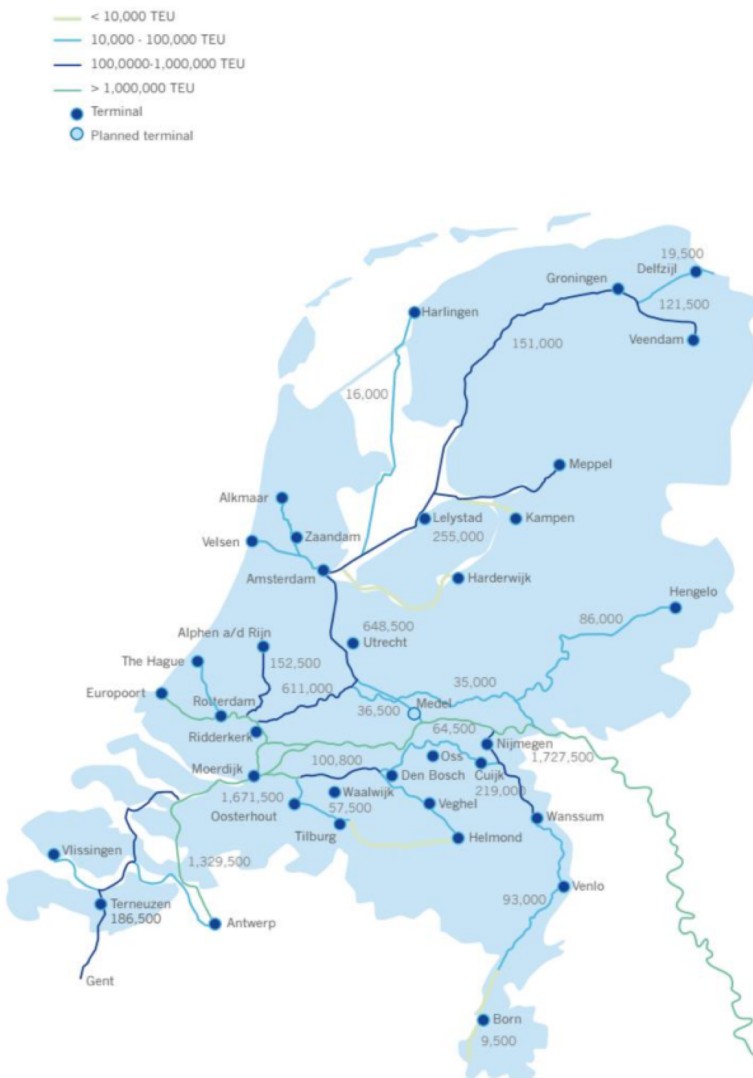 < 10,000 TEU
10,000 - 100,000 TEU
100,0000-1,000,000 TEU
> 1,000,000 TEU
Terminal
Planned terminal
19,500
Delfzijl
Groningen
121,500
Harlingen
Veendam
151,000
16,000
Meppel
Alkmaar
Lelystad
Kampen
Zaandam
Velsen
255,000
Amsterdam
Harderwijk
Hengelo
86,000
648,500
Alphen a/d Rijn
Utrecht
The Hague
152,500
35,000
Europoort
611,000
Rotterdam
Medel
36,500
64,500
Ridderkerk
Nijmegen
1,727,500
Oss
100,800
Moerdijk
Den Bosch
Cuijk
Waalwijk
219,000
1,671,500
Oosterhout
57,500
Veghel
Wanssum
Tilburg
Helmond
Vlissingen
1,329,500
Venlo
93,000
Terneuzen
186,500
Antwerp
Gent
Born
9,500